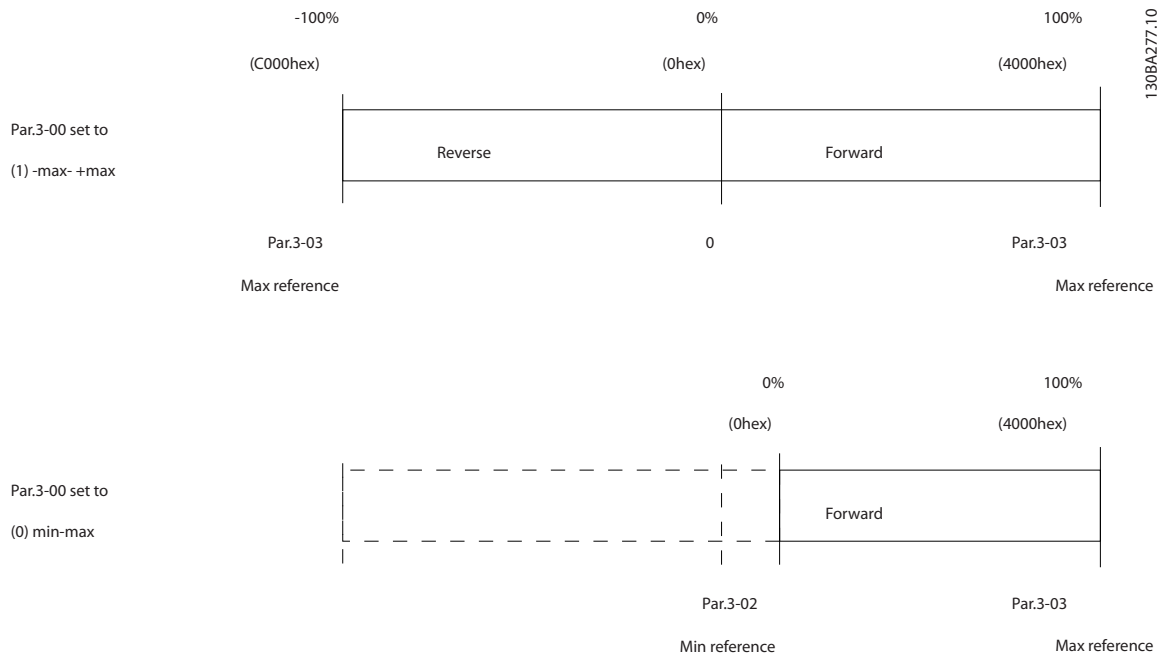 -100% 0% 100%
(C000hex) (0hex) (4000hex)
130BA277.10
Par.3-00 set to
(1) -max- +max
Reverse Forward
Par.3-03 0 Par.3-03
Max reference Max reference
0% 100%
(0hex) (4000hex)
Par.3-00 set to
(0) min-max
Forward
Par.3-02 Par.3-03
Min reference Max reference